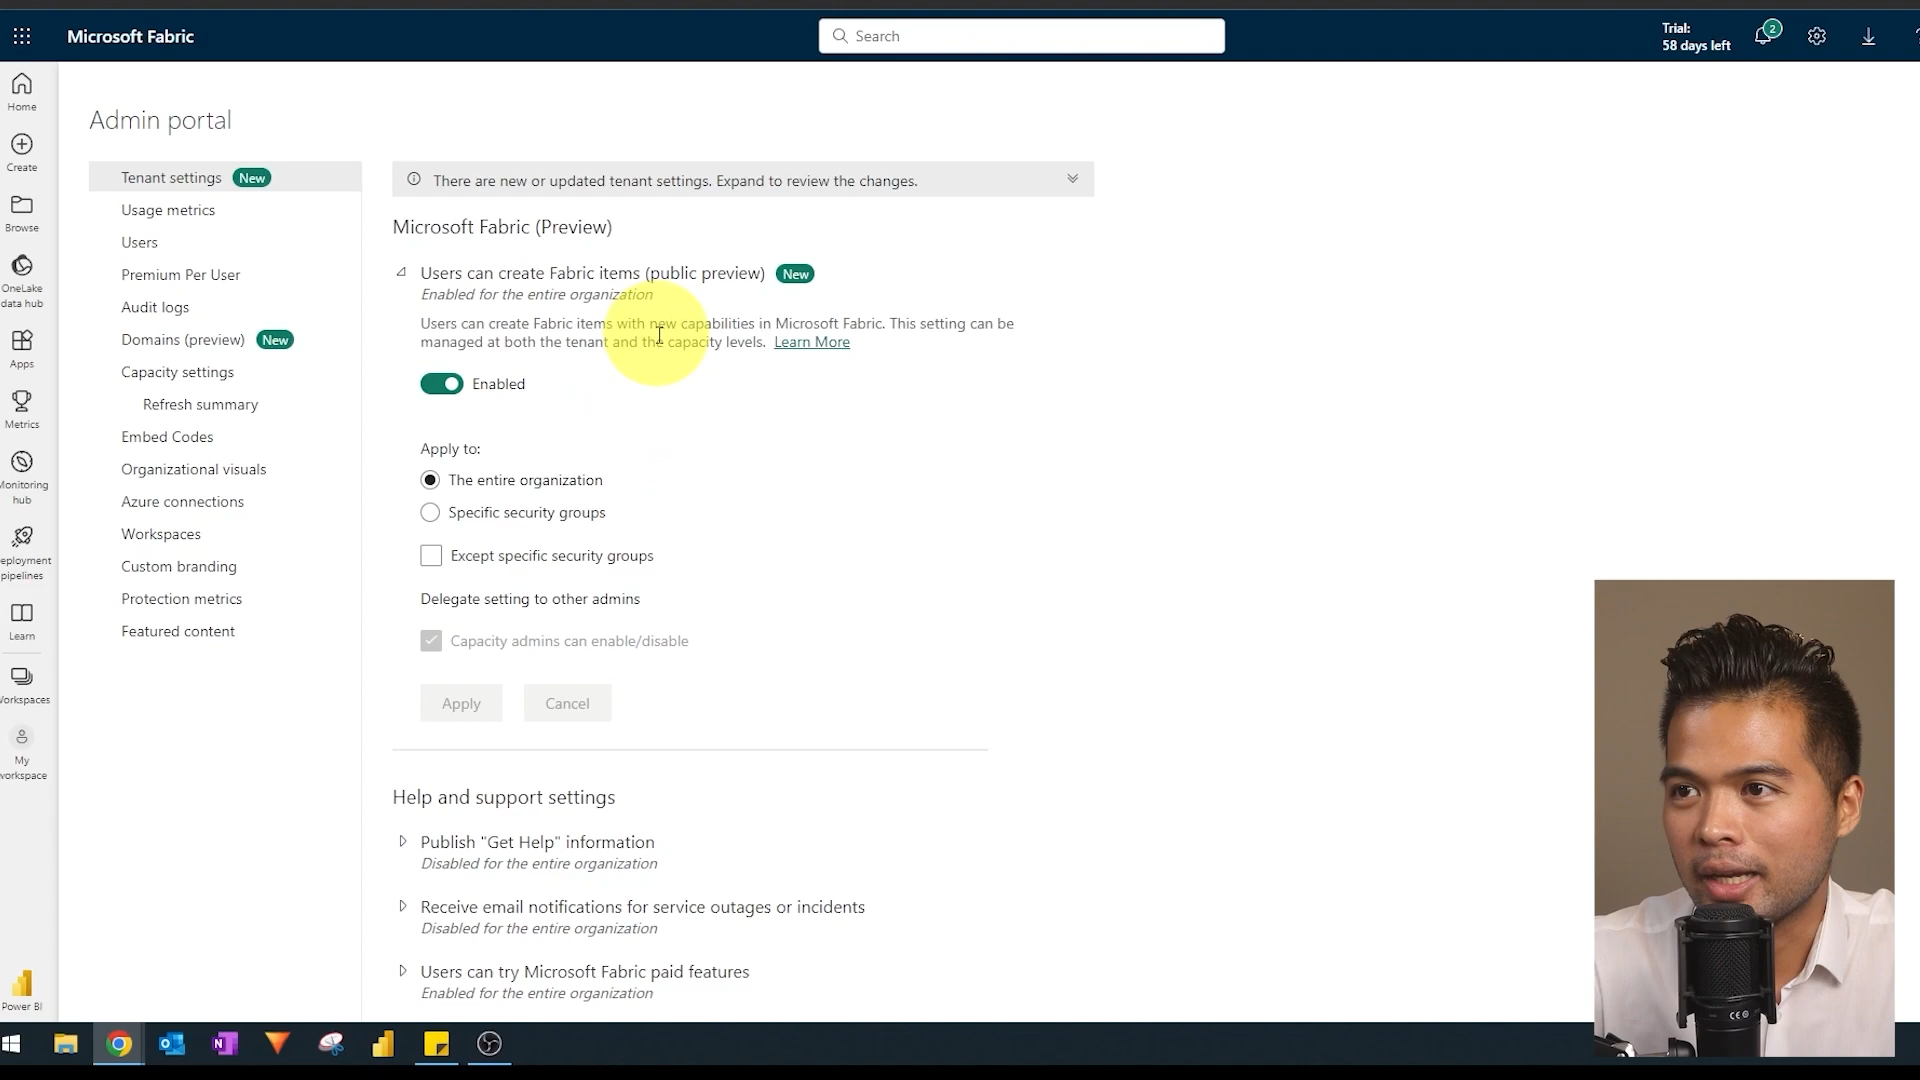 Microsoft Fabric
Search
Trial:
58 days left
2
Home
Create
Browse
OneLake
data hub
Apps
Metrics
Monitoring
hub
eployment
pipelines
Learn
Workspaces
My
workspace
Power BI
Admin portal
Tenant settings New
Usage metrics
Users
Premium Per User
Audit logs
Domains (preview) New
Capacity settings
Refresh summary
Embed Codes
Organizational visuals
Azure connections
Workspaces
Custom branding
Protection metrics
Featured content
There are new or updated tenant settings. Expand to review the changes.
Microsoft Fabric (Preview)
Users can create Fabric items (public preview) New
Enabled for the entire organization
Users can create Fabric items with new capabilities in Microsoft Fabric. This setting can be
managed at both the tenant and the capacity levels. Learn More
Enabled
Apply to:
The entire organization
Specific security groups
Except specific security groups
Delegate setting to other admins
Capacity admins can enable/disable
Apply Cancel
Help and support settings
Publish "Get Help" information
Disabled for the entire organization
Receive email notifications for service outages or incidents
Disabled for the entire organization
Users can try Microsoft Fabric paid features
Enabled for the entire organization